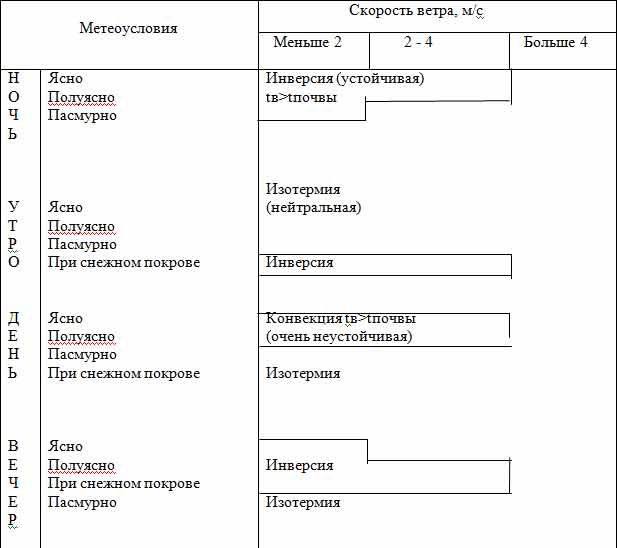 Метеоусловия
Скорость ветра, м/с
Меньше 2
2 - 4
Больше 4
Н Ясно Инверсия (устойчивая)
О Полуясно tв>tпочвы
Ч Пасмурно
Ь
Изотермия
У Ясно (нейтральная)
Т Полуясно
Р Пасмурно
О При снежном покрове Инверсия
Д Ясно Конвекция tв>tпочвы
Е Полуясно (очень неустойчивая)
Н Пасмурно
Ь При снежном покрове Изотермия
В Ясно
Е Полуясно Инверсия
Ч При снежном покрове
Е Пасмурно Изотермия
Р